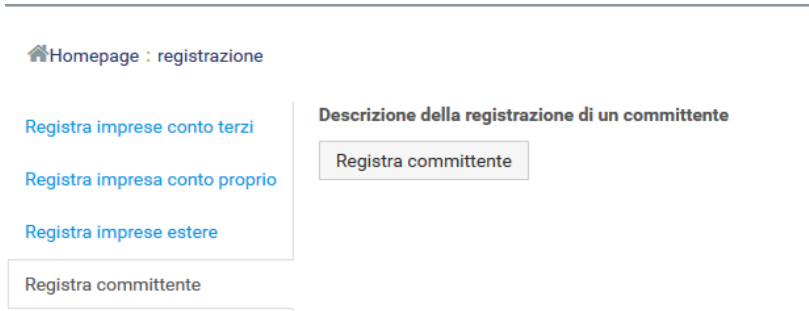 Homepage : registrazione
Registra imprese conto terzi
Registra impresa conto proprio
Registra imprese estere
Registra committente
Descrizione della registrazione di un committente
Registra committente